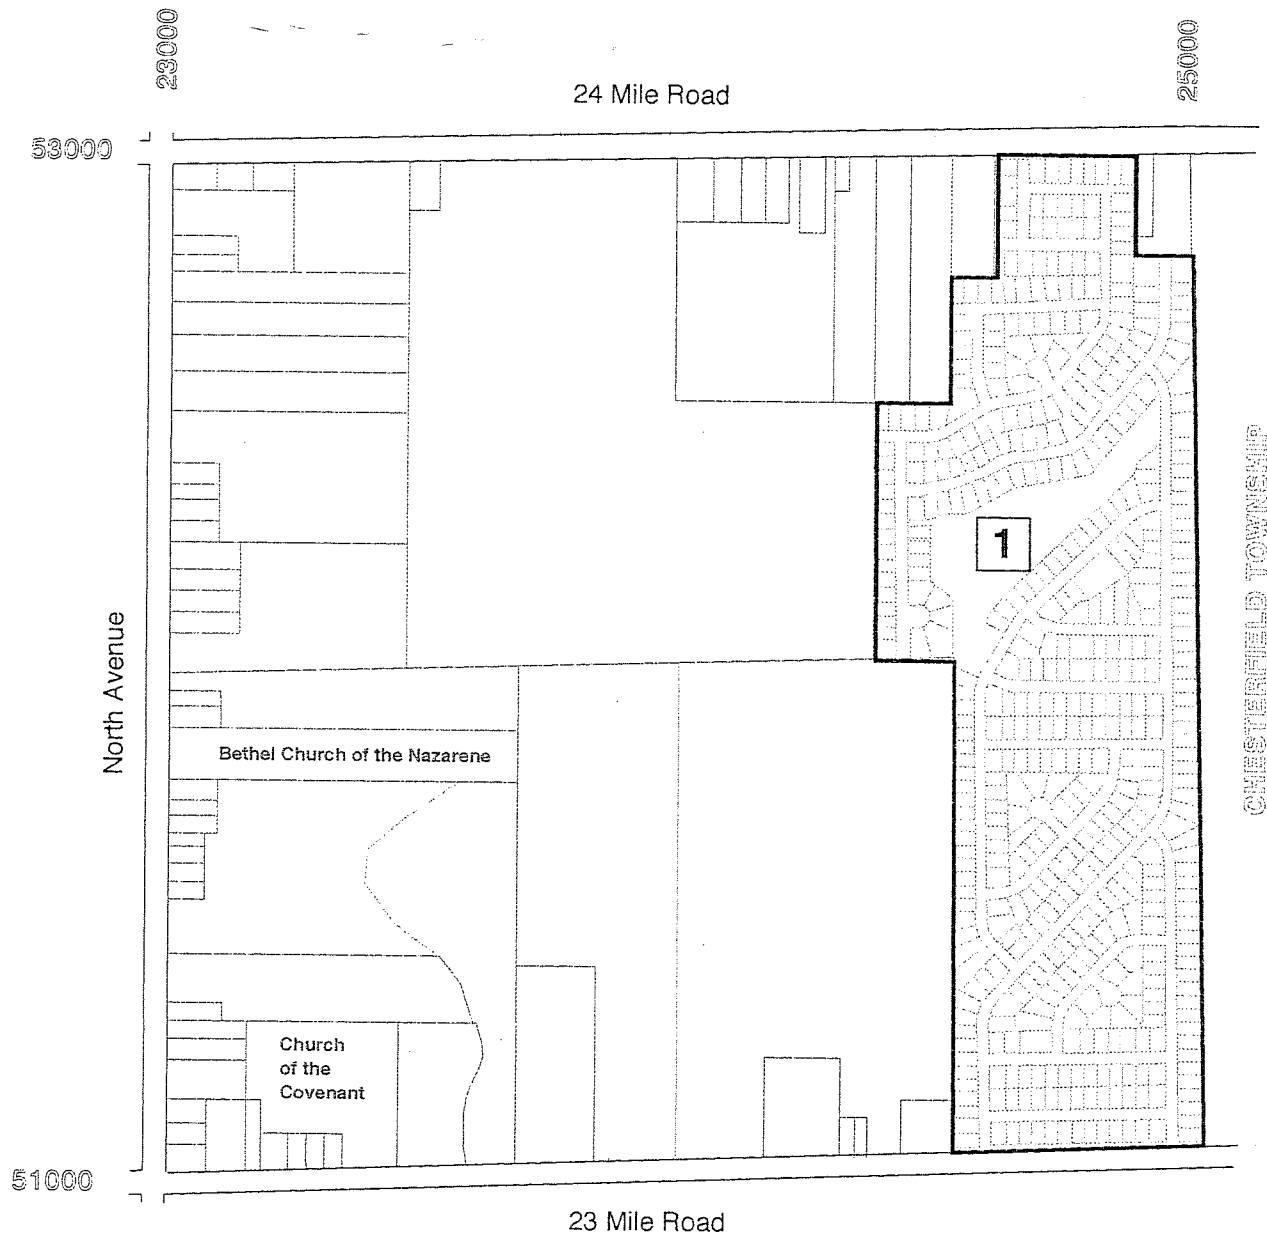 23000
25000
24 Mile Road
53000
1
CHESTERFIELD TOWNSHIP
North Avenue
Bethel Church of the Nazarene
Church
of the
Covenant
51000
23 Mile Road